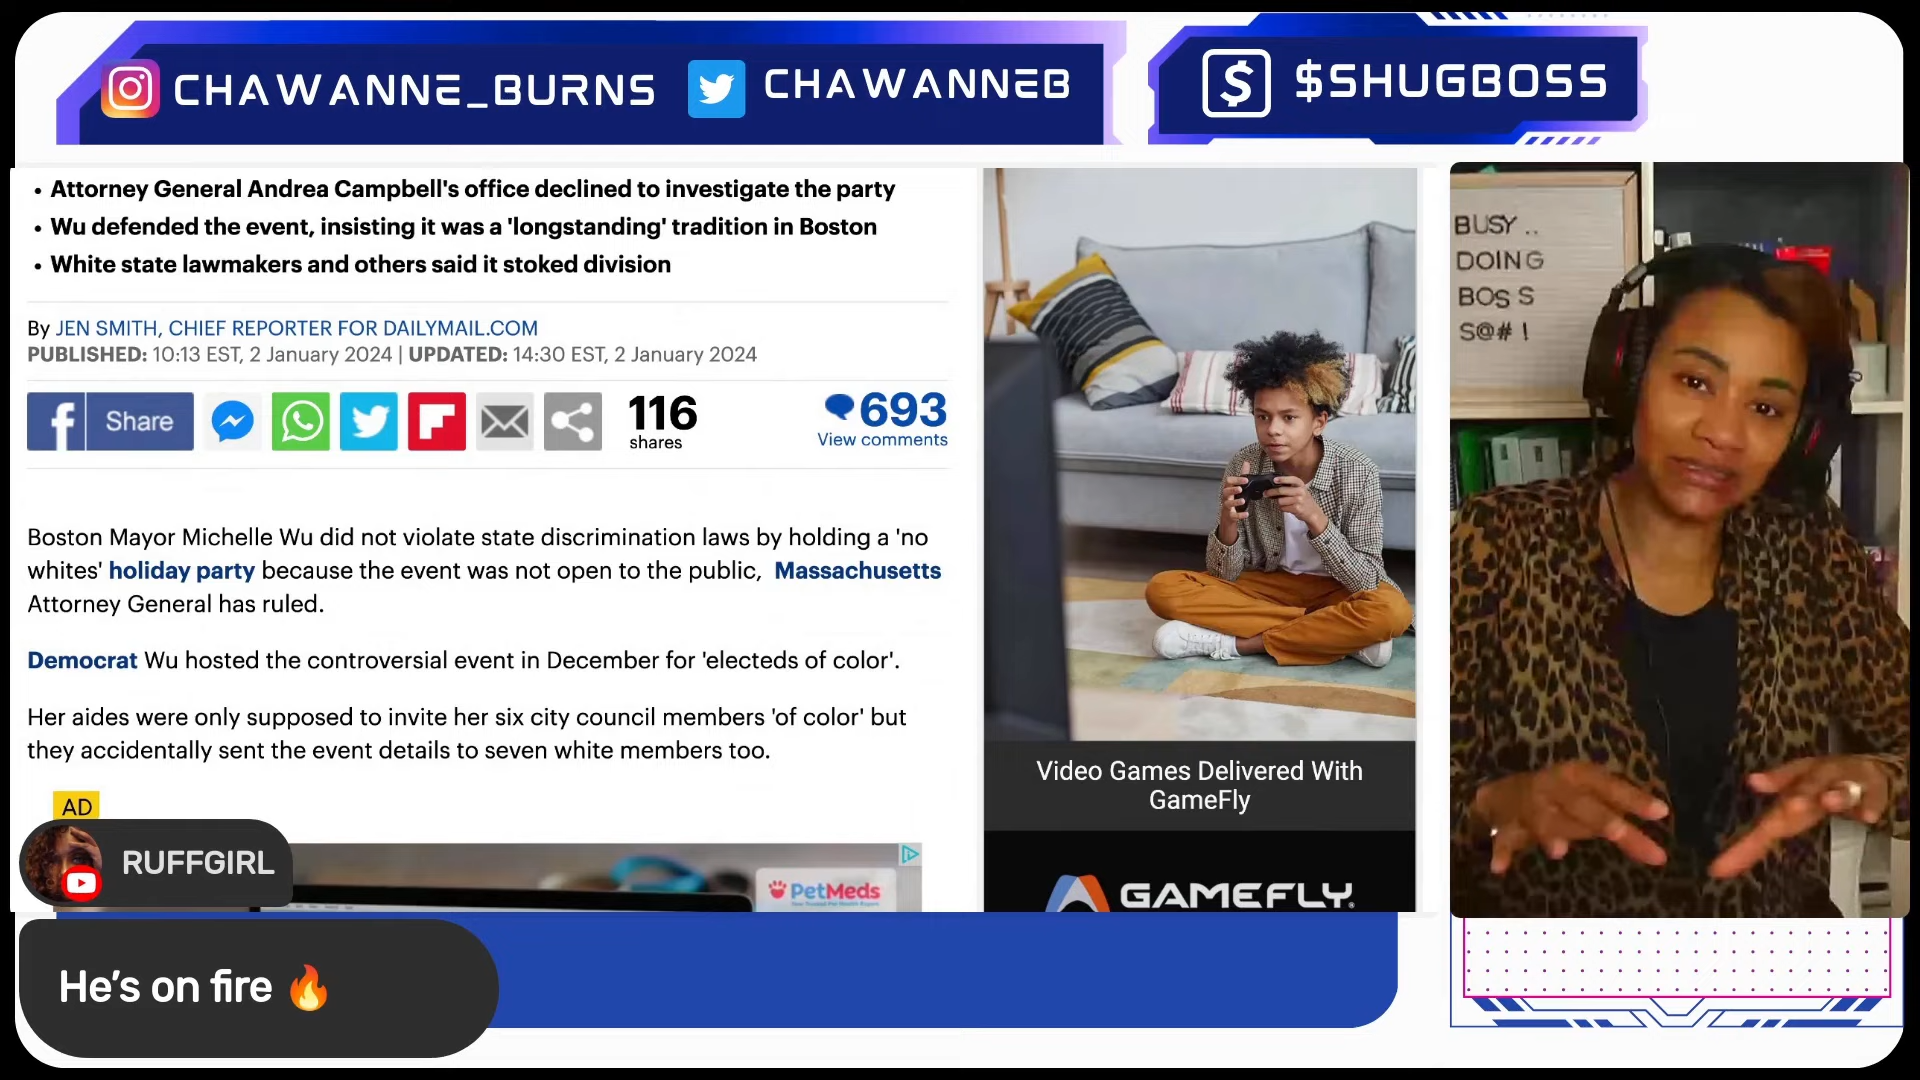 CHAWANNE_BURNS
CHAWANNEB
$SHUGBOSS
• Attorney General Andrea Campbell's office declined to investigate the party
• Wu defended the event, insisting it was a 'longstanding' tradition in Boston
• White state lawmakers and others said it stoked division
By JEN SMITH, CHIEF REPORTER FOR DAILYMAIL.COM
PUBLISHED: 10:13 EST, 2 January 2024 | UPDATED: 14:30 EST, 2 January 2024
Share
116
shares
693
View comments
Boston Mayor Michelle Wu did not violate state discrimination laws by holding a 'no
whites' holiday party because the event was not open to the public, Massachusetts
Attorney General has ruled.
Democrat Wu hosted the controversial event in December for 'electeds of color'.
Her aides were only supposed to invite her six city council members 'of color' but
they accidentally sent the event details to seven white members too.
AD
PetMeds
Video Games Delivered With
GameFly
GAMEFLY.
BUSY ..
DOING
BOSS
S@# !
RUFFGIRL
He's on fire 🔥